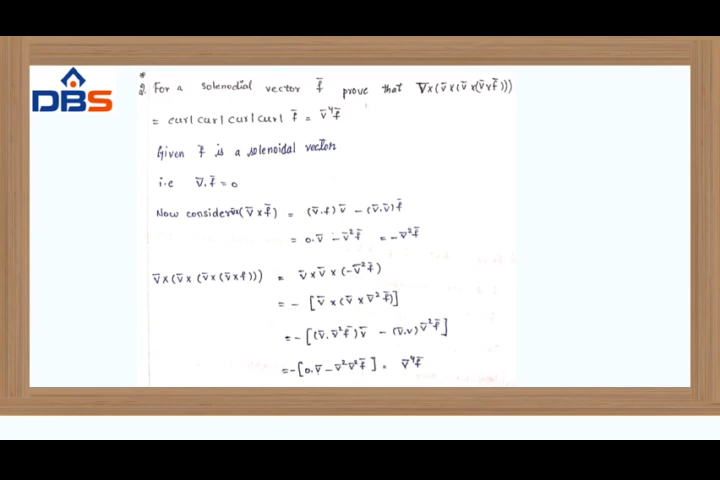 DBS
*
Q. For a solenodial vector f̄ prove that ∇×(∇̄×(∇̄×(∇̄×f̄)))
= curl curl curl curl f̄ = ∇̄⁴f̄
Given f̄ is a solenoidal vector
i.e ∇̄.f̄ = 0
Now consider ∇×(∇̄×f̄) = (∇̄.f)∇̄ − (∇̄.∇̄)f̄
= 0.∇̄ − ∇̄²f̄ = −∇̄²f̄
∇̄×(∇̄×(∇̄×(∇̄×f))) = ∇̄×∇̄×(−∇̄²f̄)
= − [∇̄×(∇̄×∇̄²f̄)]
= − [(∇̄.∇̄²f̄)∇̄ − (∇̄.∇)∇̄²f̄]
= −[0.∇̄ − ∇̄²∇̄²f̄] = ∇̄⁴f̄